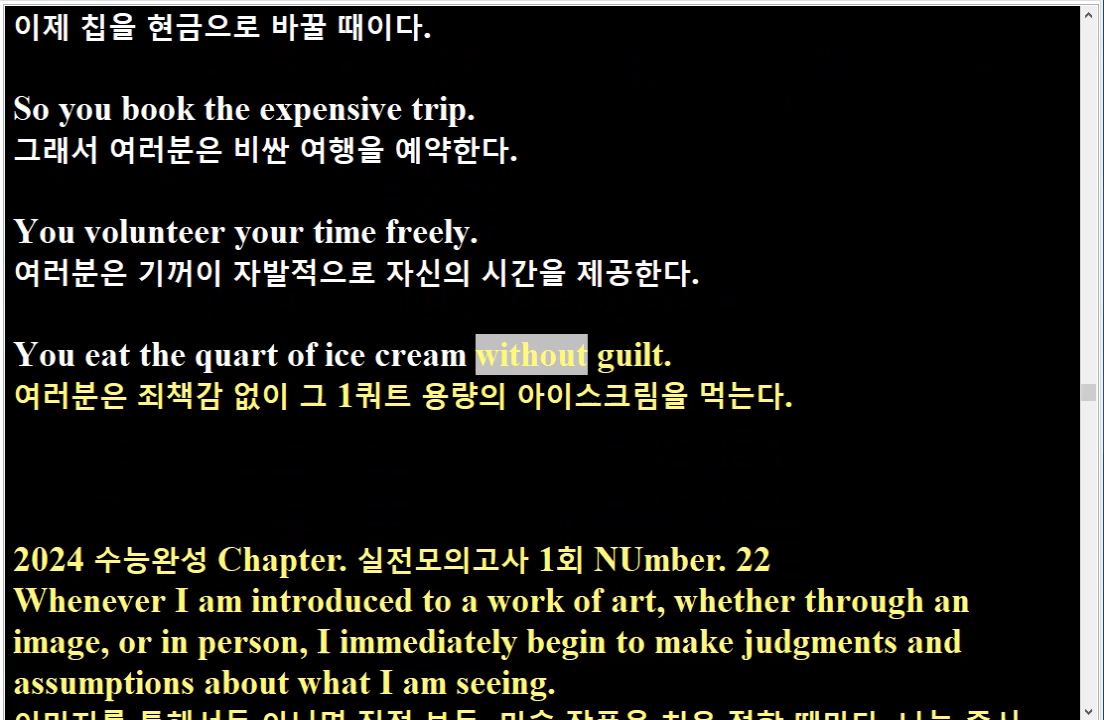 이제 칩을 현금으로 바꿀 때이다.
So you book the expensive trip.
그래서 여러분은 비싼 여행을 예약한다.
You volunteer your time freely.
여러분은 기꺼이 자발적으로 자신의 시간을 제공한다.
You eat the quart of ice cream without guilt.
여러분은 죄책감 없이 그 1쿼트 용량의 아이스크림을 먹는다.
2024 수능완성 Chapter. 실전모의고사 1회 NUmber. 22
Whenever I am introduced to a work of art, whether through an
image, or in person, I immediately begin to make judgments and
assumptions about what I am seeing.